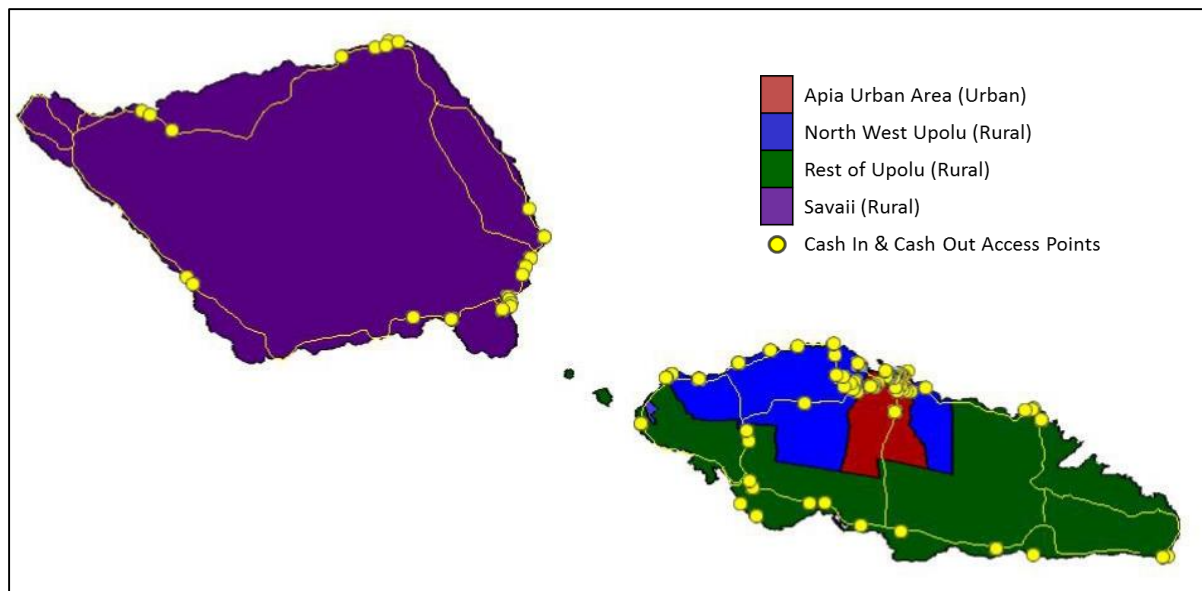 Apia Urban Area (Urban)
North West Upolu (Rural)
Rest of Upolu (Rural)
Savaii (Rural)
Cash In & Cash Out Access Points